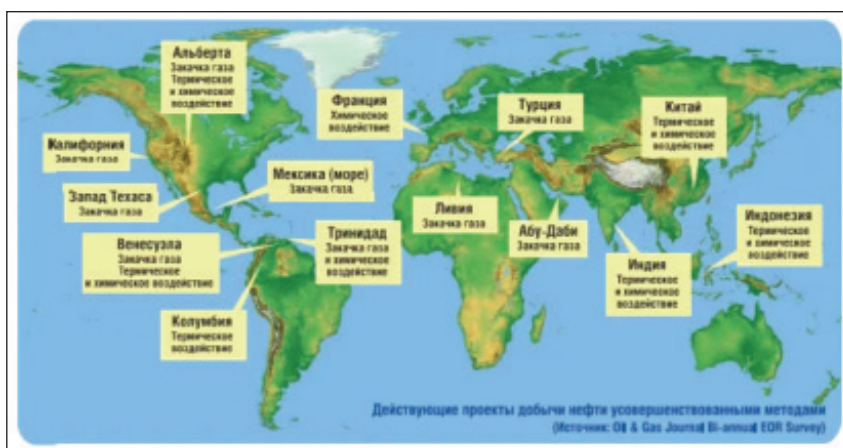 Альберта
Закачка газа
Термическое
и химическое
воздействие
Франция
Химическое
воздействие
Турция
Закачка газа
Китай
Термическое
и химическое
воздействие
Калифорния
Закачка газа
Запад Техаса
Закачка газа
Мексика (море)
Закачка газа
Ливия
Закачка газа
Абу-Даби
Закачка газа
Индонезия
Термическое
и химическое
воздействие
Венесуэла
Закачка газа
Термическое
и химическое воздействие
Тринидад
Закачка газа
и химическое
воздействие
Индия
Термическое
и химическое
воздействие
Колумбия
Термическое
воздействие
Действующие проекты добычи нефти усовершенствованными методами
(Источник: Oil & Gas Journal Bi-annual EOR Survey)